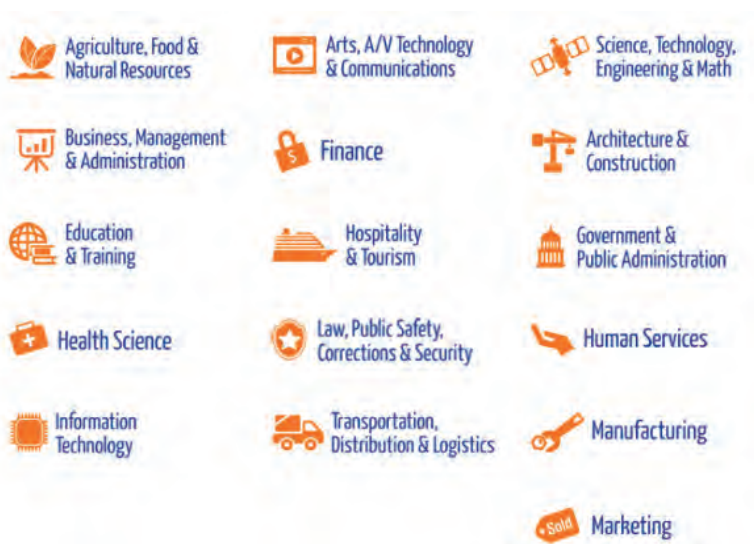 Agriculture, Food &
Natural Resources
Arts, A/V Technology
& Communications
Science, Technology,
Engineering & Math
Business, Management
& Administration
$
Finance
Architecture &
Construction
Education
& Training
Hospitality
& Tourism
Government &
Public Administration
Health Science
Law, Public Safety,
Corrections & Security
Human Services
Information
Technology
Transportation,
Distribution & Logistics
Manufacturing
Sold
Marketing